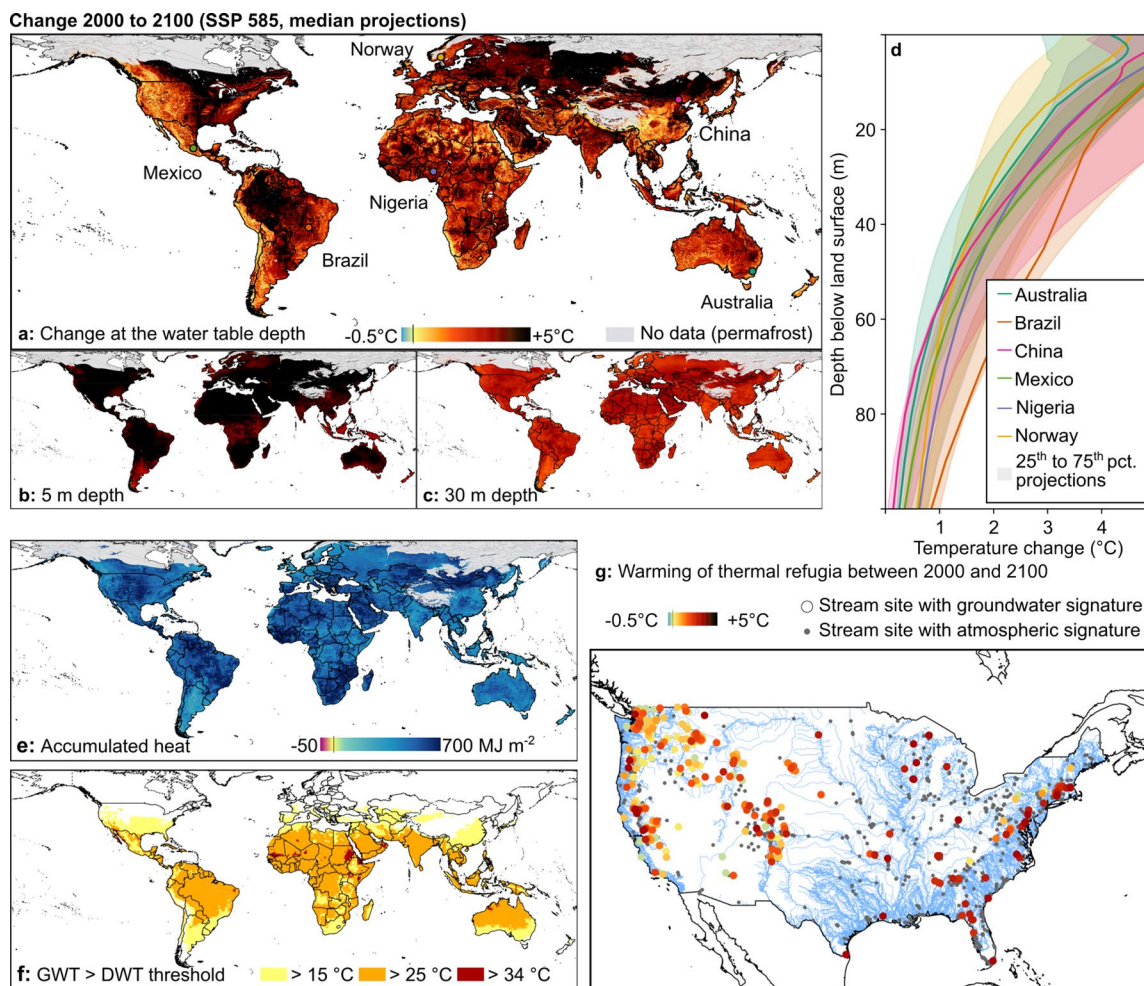 Change 2000 to 2100 (SSP 585, median projections)
Norway
China
Mexico
Nigeria
Brazil
Australia
a: Change at the water table depth
-0.5°C
+5°C
No data (permafrost)
b: 5 m depth
c: 30 m depth
d
Depth below land surface (m)
20
40
60
80
Australia
Brazil
China
Mexico
Nigeria
Norway
25th to 75th pct.
projections
1
2
3
4
Temperature change (°C)
e: Accumulated heat
-50
700 MJ m-2
f: GWT > DWT threshold
> 15 °C
> 25 °C
> 34 °C
g: Warming of thermal refugia between 2000 and 2100
-0.5°C
+5°C
Stream site with groundwater signature
Stream site with atmospheric signature